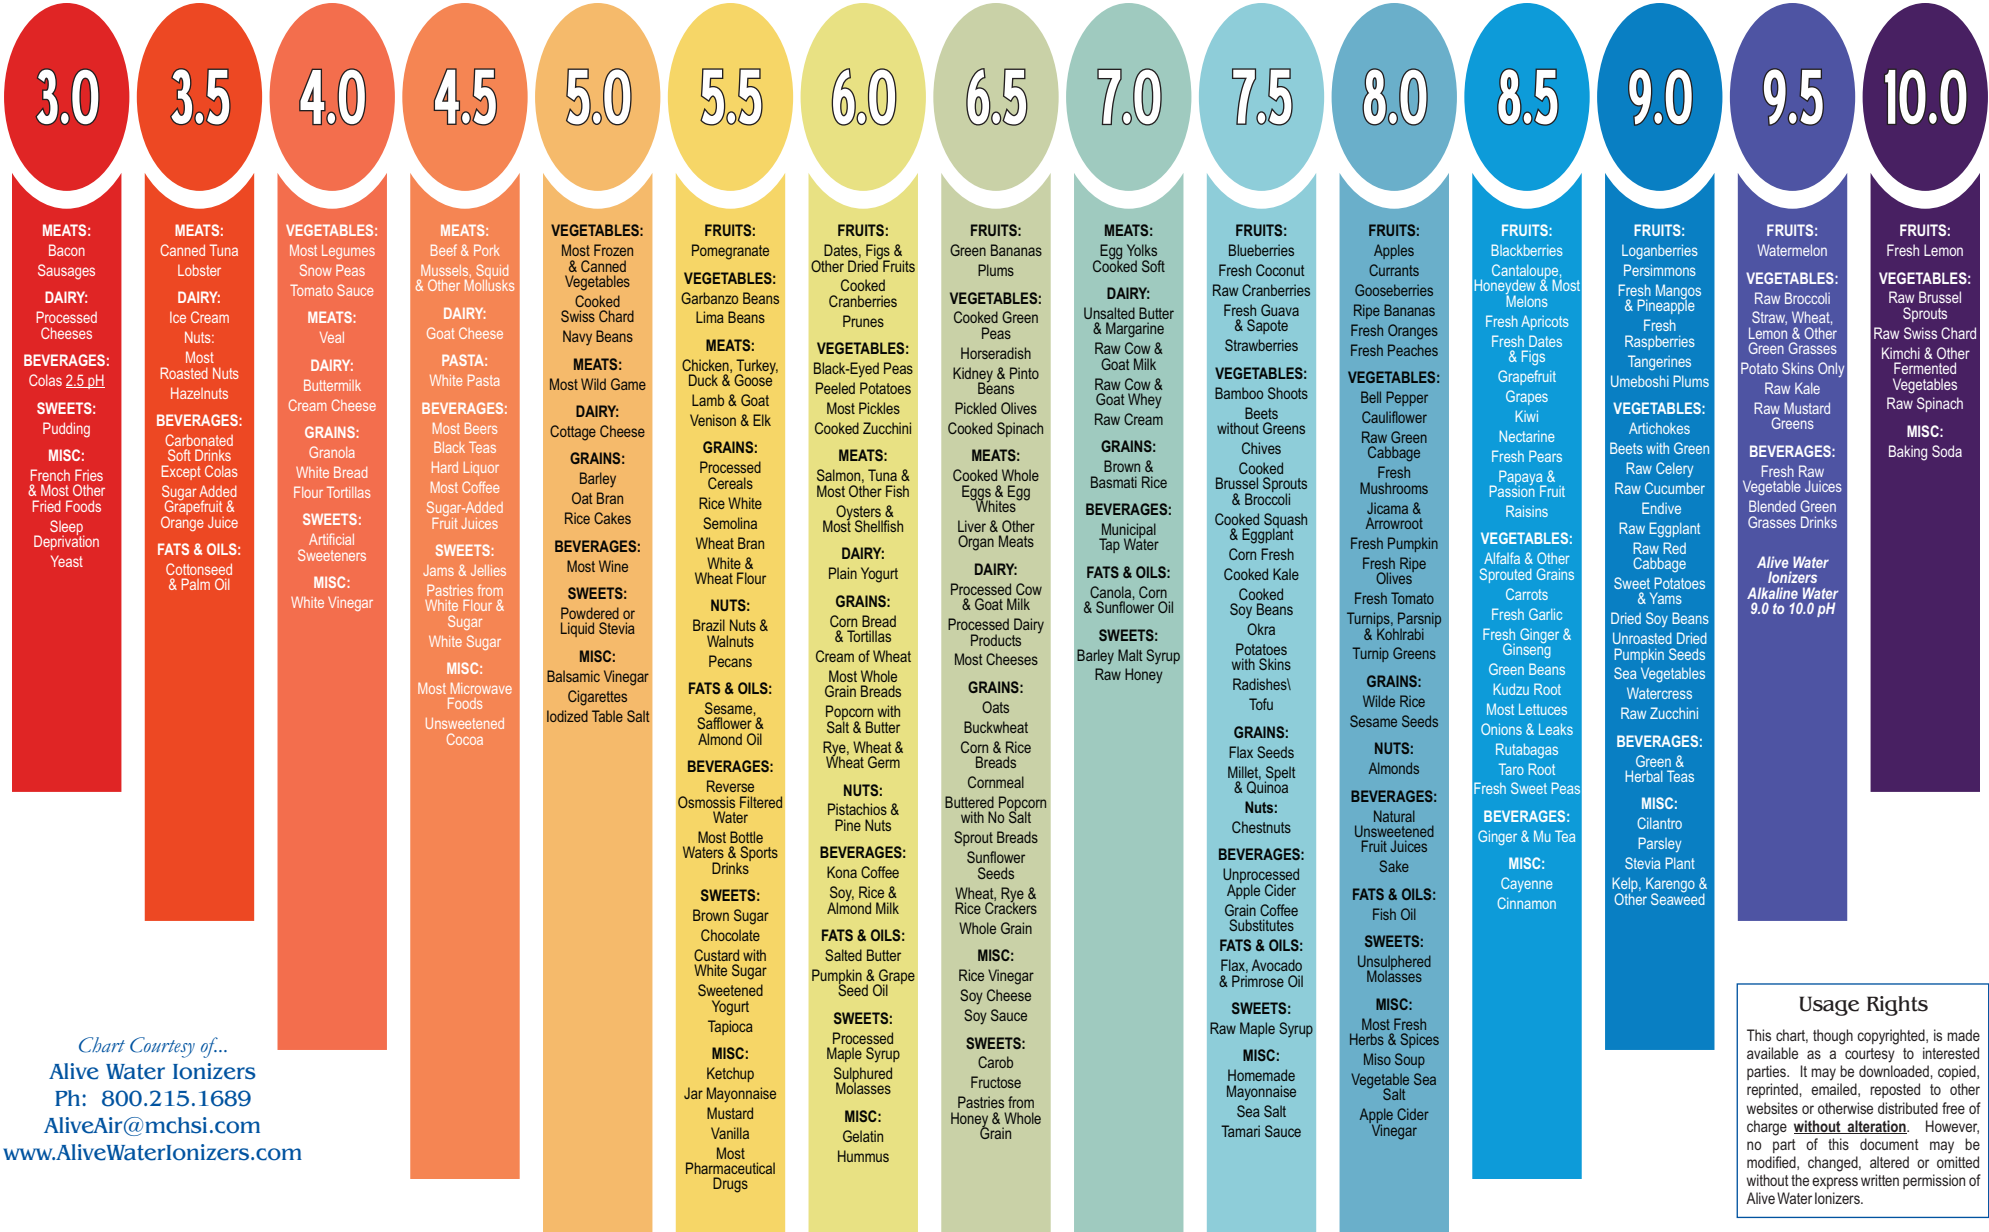 3.0
MEATS:
Bacon
Sausages
DAIRY:
Processed
Cheeses
BEVERAGES:
Colas 2.5 pH
SWEETS:
Pudding
MISC:
French Fries
& Most Other
Fried Foods
Sleep
Deprivation
Yeast
3.5
MEATS:
Canned Tuna
Lobster
DAIRY:
Ice Cream
Nuts:
Most
Roasted Nuts
Hazelnuts
BEVERAGES:
Carbonated
Soft Drinks
Except Colas
Sugar Added
Grapefruit &
Orange Juice
FATS & OILS:
Cottonseed
& Palm Oil
4.0
VEGETABLES:
Most Legumes
Snow Peas
Tomato Sauce
MEATS:
Veal
DAIRY:
Buttermilk
Cream Cheese
GRAINS:
Granola
White Bread
Flour Tortillas
SWEETS:
Artificial
Sweeteners
MISC:
White Vinegar
4.5
MEATS:
Beef & Pork
Mussels, Squid
& Other Mollusks
DAIRY:
Goat Cheese
PASTA:
White Pasta
BEVERAGES:
Most Beers
Black Teas
Hard Liquor
Most Coffee
Sugar-Added
Fruit Juices
SWEETS:
Jams & Jellies
Pastries from
White Flour &
Sugar
White Sugar
MISC:
Most Microwave
Foods
Unsweetened
Cocoa
5.0
VEGETABLES:
Most Frozen
& Canned
Vegetables
Cooked
Swiss Chard
Navy Beans
MEATS:
Most Wild Game
DAIRY:
Cottage Cheese
GRAINS:
Barley
Oat Bran
Rice Cakes
BEVERAGES:
Most Wine
SWEETS:
Powdered or
Liquid Stevia
MISC:
Balsamic Vinegar
Cigarettes
Iodized Table Salt
5.5
FRUITS:
Pomegranate
VEGETABLES:
Garbanzo Beans
Lima Beans
MEATS:
Chicken, Turkey,
Duck & Goose
Lamb & Goat
Venison & Elk
GRAINS:
Processed
Cereals
Rice White
Semolina
Wheat Bran
White &
Wheat Flour
NUTS:
Brazil Nuts &
Walnuts
Pecans
FATS & OILS:
Sesame,
Safflower &
Almond Oil
BEVERAGES:
Reverse
Osmossis Filtered
Water
Most Bottle
Waters & Sports
Drinks
SWEETS:
Brown Sugar
Chocolate
Custard with
White Sugar
Sweetened
Yogurt
Tapioca
MISC:
Ketchup
Jar Mayonnaise
Mustard
Vanilla
Most
Pharmaceutical
Drugs
6.0
FRUITS:
Dates, Figs &
Other Dried Fruits
Cooked
Cranberries
Prunes
VEGETABLES:
Black-Eyed Peas
Peeled Potatoes
Most Pickles
Cooked Zucchini
MEATS:
Salmon, Tuna &
Most Other Fish
Oysters &
Most Shellfish
DAIRY:
Plain Yogurt
GRAINS:
Corn Bread
& Tortillas
Cream of Wheat
Most Whole
Grain Breads
Popcorn with
Salt & Butter
Rye, Wheat &
Wheat Germ
NUTS:
Pistachios &
Pine Nuts
BEVERAGES:
Kona Coffee
Soy, Rice &
Almond Milk
FATS & OILS:
Salted Butter
Pumpkin & Grape
Seed Oil
SWEETS:
Processed
Maple Syrup
Sulphured
Molasses
MISC:
Gelatin
Hummus
6.5
FRUITS:
Green Bananas
Plums
VEGETABLES:
Cooked Green
Peas
Horseradish
Kidney & Pinto
Beans
Pickled Olives
Cooked Spinach
MEATS:
Cooked Whole
Eggs & Egg
Whites
Liver & Other
Organ Meats
DAIRY:
Processed Cow
& Goat Milk
Processed Dairy
Products
Most Cheeses
GRAINS:
Oats
Buckwheat
Corn & Rice
Breads
Cornmeal
Buttered Popcorn
with No Salt
Sprout Breads
Sunflower
Seeds
Wheat, Rye &
Rice Crackers
Whole Grain
MISC:
Rice Vinegar
Soy Cheese
Soy Sauce
SWEETS:
Carob
Fructose
Pastries from
Honey & Whole
Grain
7.0
MEATS:
Egg Yolks
Cooked Soft
DAIRY:
Unsalted Butter
& Margarine
Raw Cow &
Goat Milk
Raw Cow &
Goat Whey
Raw Cream
GRAINS:
Brown &
Basmati Rice
BEVERAGES:
Municipal
Tap Water
FATS & OILS:
Canola, Corn
& Sunflower Oil
SWEETS:
Barley Malt Syrup
Raw Honey
7.5
FRUITS:
Blueberries
Fresh Coconut
Raw Cranberries
Fresh Guava
& Sapote
Strawberries
VEGETABLES:
Bamboo Shoots
Beets
without Greens
Chives
Cooked
Brussel Sprouts
& Broccoli
Cooked Squash
& Eggplant
Corn Fresh
Cooked Kale
Cooked
Soy Beans
Okra
Potatoes
with Skins
Radishes\
Tofu
GRAINS:
Flax Seeds
Millet, Spelt
& Quinoa
Nuts:
Chestnuts
BEVERAGES:
Unprocessed
Apple Cider
Grain Coffee
Substitutes
FATS & OILS:
Flax, Avocado
& Primrose Oil
SWEETS:
Raw Maple Syrup
MISC:
Homemade
Mayonnaise
Sea Salt
Tamari Sauce
8.0
FRUITS:
Apples
Currants
Gooseberries
Ripe Bananas
Fresh Oranges
Fresh Peaches
VEGETABLES:
Bell Pepper
Cauliflower
Raw Green
Cabbage
Fresh
Mushrooms
Jicama &
Arrowroot
Fresh Pumpkin
Fresh Ripe
Olives
Fresh Tomato
Turnips, Parsnip
& Kohlrabi
Turnip Greens
GRAINS:
Wilde Rice
Sesame Seeds
NUTS:
Almonds
BEVERAGES:
Natural
Unsweetened
Fruit Juices
Sake
FATS & OILS:
Fish Oil
SWEETS:
Unsulphered
Molasses
MISC:
Most Fresh
Herbs & Spices
Miso Soup
Vegetable Sea
Salt
Apple Cider
Vinegar
8.5
FRUITS:
Blackberries
Cantaloupe,
Honeydew & Most
Melons
Fresh Apricots
Fresh Dates
& Figs
Grapefruit
Grapes
Kiwi
Nectarine
Fresh Pears
Papaya &
Passion Fruit
Raisins
VEGETABLES:
Alfalfa & Other
Sprouted Grains
Carrots
Fresh Garlic
Fresh Ginger &
Ginseng
Green Beans
Kudzu Root
Most Lettuces
Onions & Leaks
Rutabagas
Taro Root
Fresh Sweet Peas
BEVERAGES:
Ginger & Mu Tea
MISC:
Cayenne
Cinnamon
9.0
FRUITS:
Loganberries
Persimmons
Fresh Mangos
& Pineapple
Fresh
Raspberries
Tangerines
Umeboshi Plums
VEGETABLES:
Artichokes
Beets with Green
Raw Celery
Raw Cucumber
Endive
Raw Eggplant
Raw Red
Cabbage
Sweet Potatoes
& Yams
Dried Soy Beans
Unroasted Dried
Pumpkin Seeds
Sea Vegetables
Watercress
Raw Zucchini
BEVERAGES:
Green &
Herbal Teas
MISC:
Cilantro
Parsley
Stevia Plant
Kelp, Karengo &
Other Seaweed
9.5
FRUITS:
Watermelon
VEGETABLES:
Raw Broccoli
Straw, Wheat,
Lemon & Other
Green Grasses
Potato Skins Only
Raw Kale
Raw Mustard
Greens
BEVERAGES:
Fresh Raw
Vegetable Juices
Blended Green
Grasses Drinks
Alive Water
Ionizers
Alkaline Water
9.0 to 10.0 pH
10.0
FRUITS:
Fresh Lemon
VEGETABLES:
Raw Brussel
Sprouts
Raw Swiss Chard
Kimchi & Other
Fermented
Vegetables
Raw Spinach
MISC:
Baking Soda
Chart Courtesy of...
Alive Water Ionizers
Ph: 800.215.1689
AliveAir@mchsi.com
www.AliveWaterIonizers.com
Usage Rights
This chart, though copyrighted, is made
available as a courtesy to interested
parties. It may be downloaded, copied,
reprinted, emailed, reposted to other
websites or otherwise distributed free of
charge without alteration. However,
no part of this document may be
modified, changed, altered or omitted
without the express written permission of
Alive Water Ionizers.